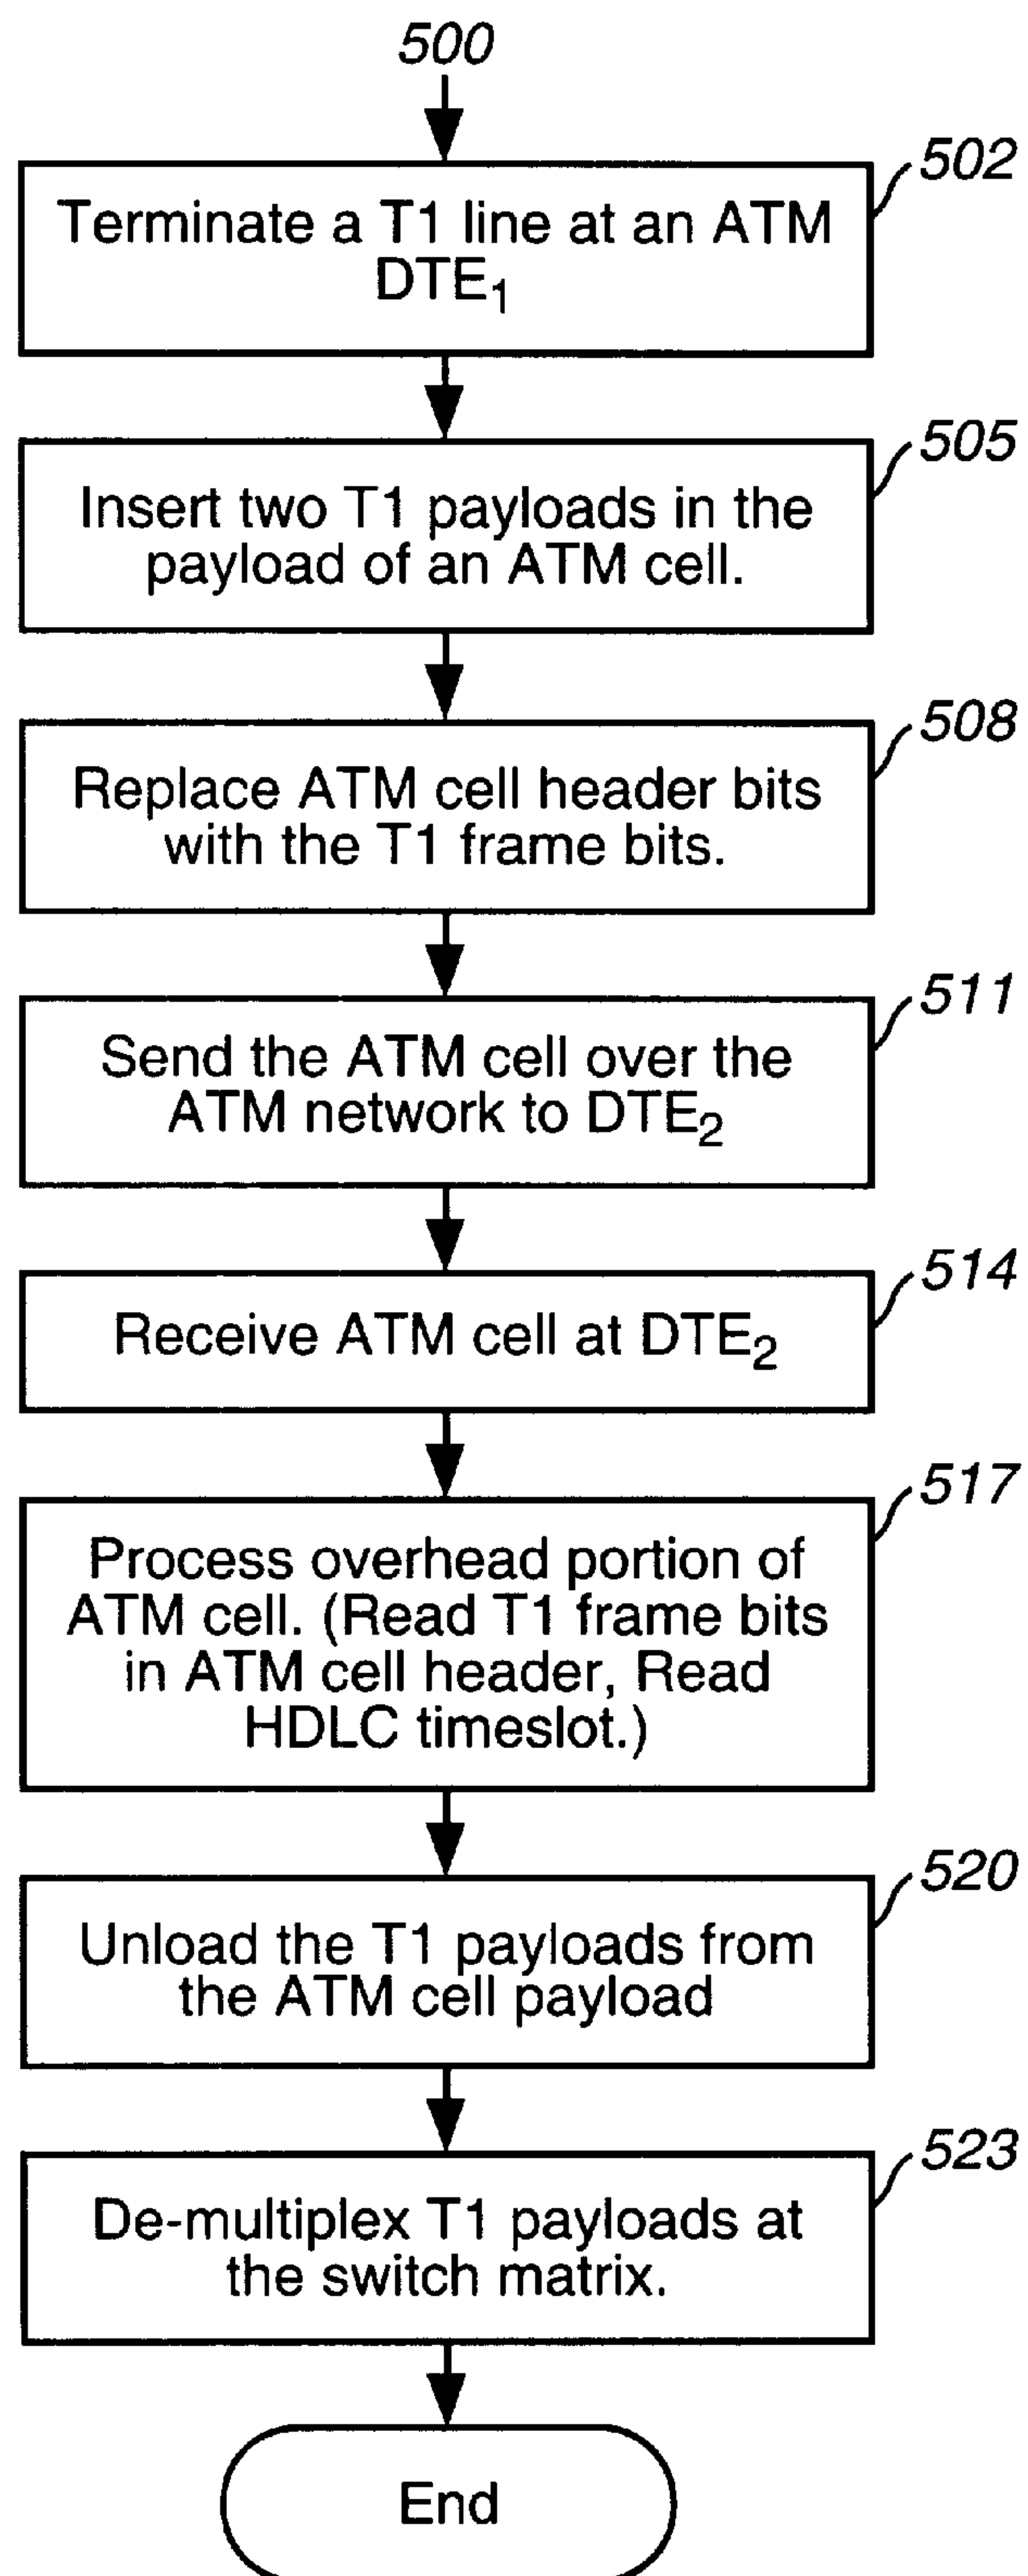 500
502
Terminate a T1 line at an ATM
DTE₁
505
Insert two T1 payloads in the
payload of an ATM cell.
508
Replace ATM cell header bits
with the T1 frame bits.
511
Send the ATM cell over the
ATM network to DTE₂
514
Receive ATM cell at DTE₂
517
Process overhead portion of
ATM cell. (Read T1 frame bits
in ATM cell header, Read
HDLC timeslot.)
520
Unload the T1 payloads from
the ATM cell payload
523
De-multiplex T1 payloads at
the switch matrix.
End